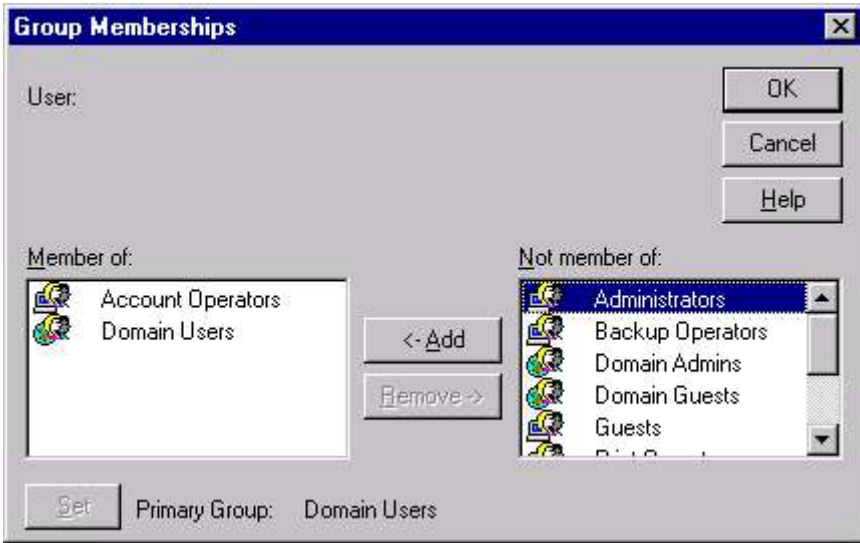 Group Memberships
User:
OK
Cancel
Help
Member of:
Account Operators
Domain Users
<- Add
Remove ->
Not member of:
Administrators
Backup Operators
Domain Admins
Domain Guests
Guests
Set
Primary Group: Domain Users